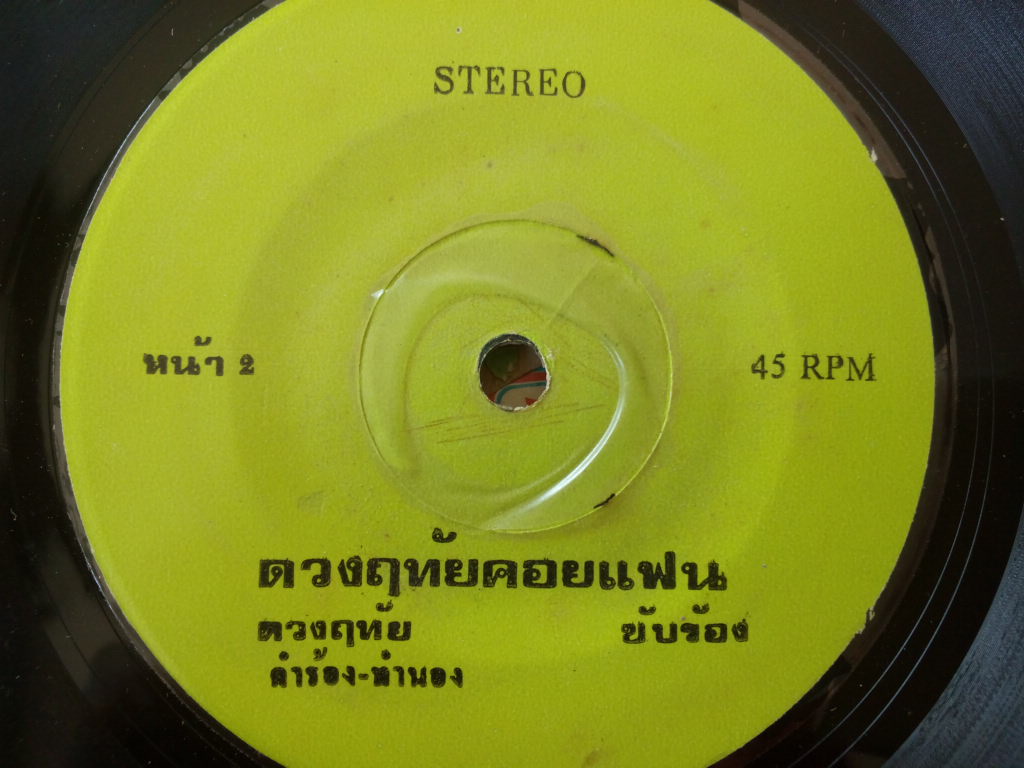 STEREO
หน้า 2
45 RPM
ดวงฤทัยคอยแฟน
ดวงฤทัย ขับร้อง
คำร้อง-ทำนอง